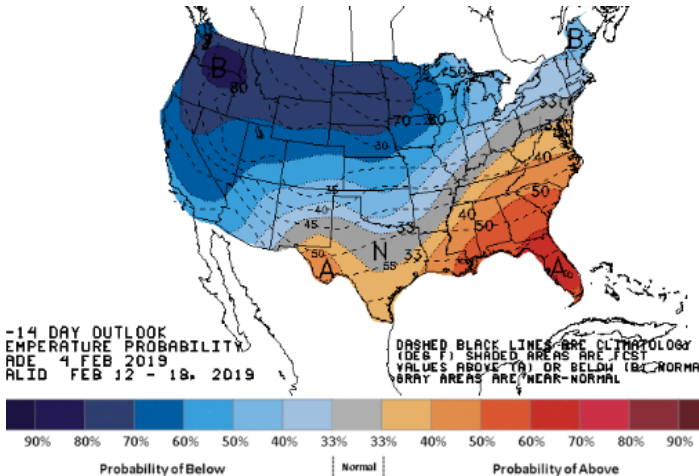 B
B
80
50
70
60
33
33
40
30
35
40
45
33
50
40
50
N
33
55
50
A
A
-14 DAY OUTLOOK
EMPERATURE PROBABILITY
ADE 4 FEB 2019
ALID FEB 12 - 18, 2019
DASHED BLACK LINES ARE CLIMATOLOGY
(DEG F) SHADED AREAS ARE FCST
VALUES ABOVE (A) OR BELOW (B) NORMA
GRAY AREAS ARE NEAR-NORMAL
90% 80% 70% 60% 50% 40% 33% 33% 40% 50% 60% 70% 80% 90%
Probability of Below Normal Probability of Above